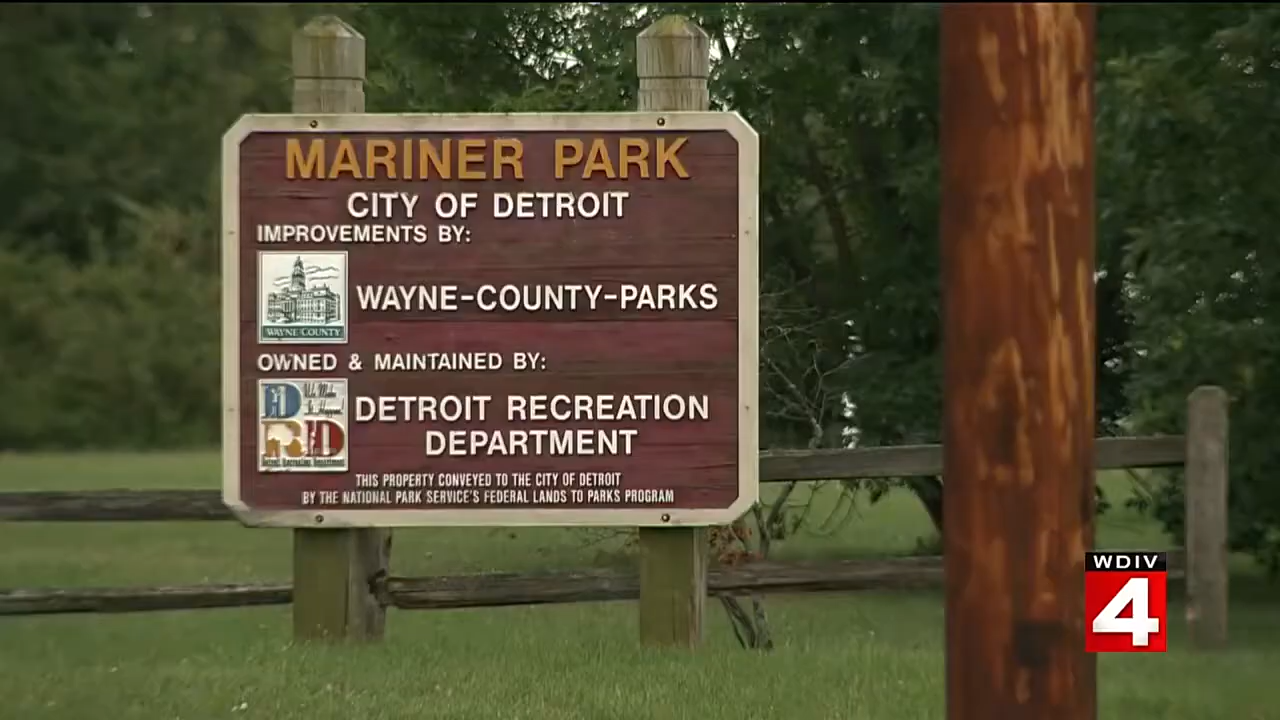 MARINER PARK
CITY OF DETROIT
IMPROVEMENTS BY:
WAYNE COUNTY
WAYNE-COUNTY-PARKS
OWNED & MAINTAINED BY:
D
RD
DETROIT RECREATION
DEPARTMENT
THIS PROPERTY CONVEYED TO THE CITY OF DETROIT
BY THE NATIONAL PARK SERVICE'S FEDERAL LANDS TO PARKS PROGRAM
WDIV
4